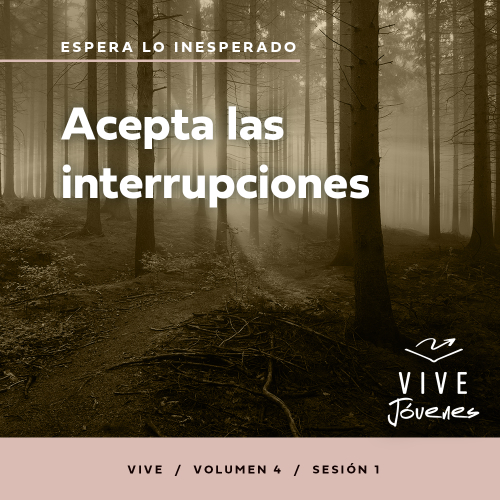 ESPERA LO INESPERADO
Acepta las
interrupciones
VIVE
Jóvenes
VIVE / VOLUMEN 4 / SESIÓN 1